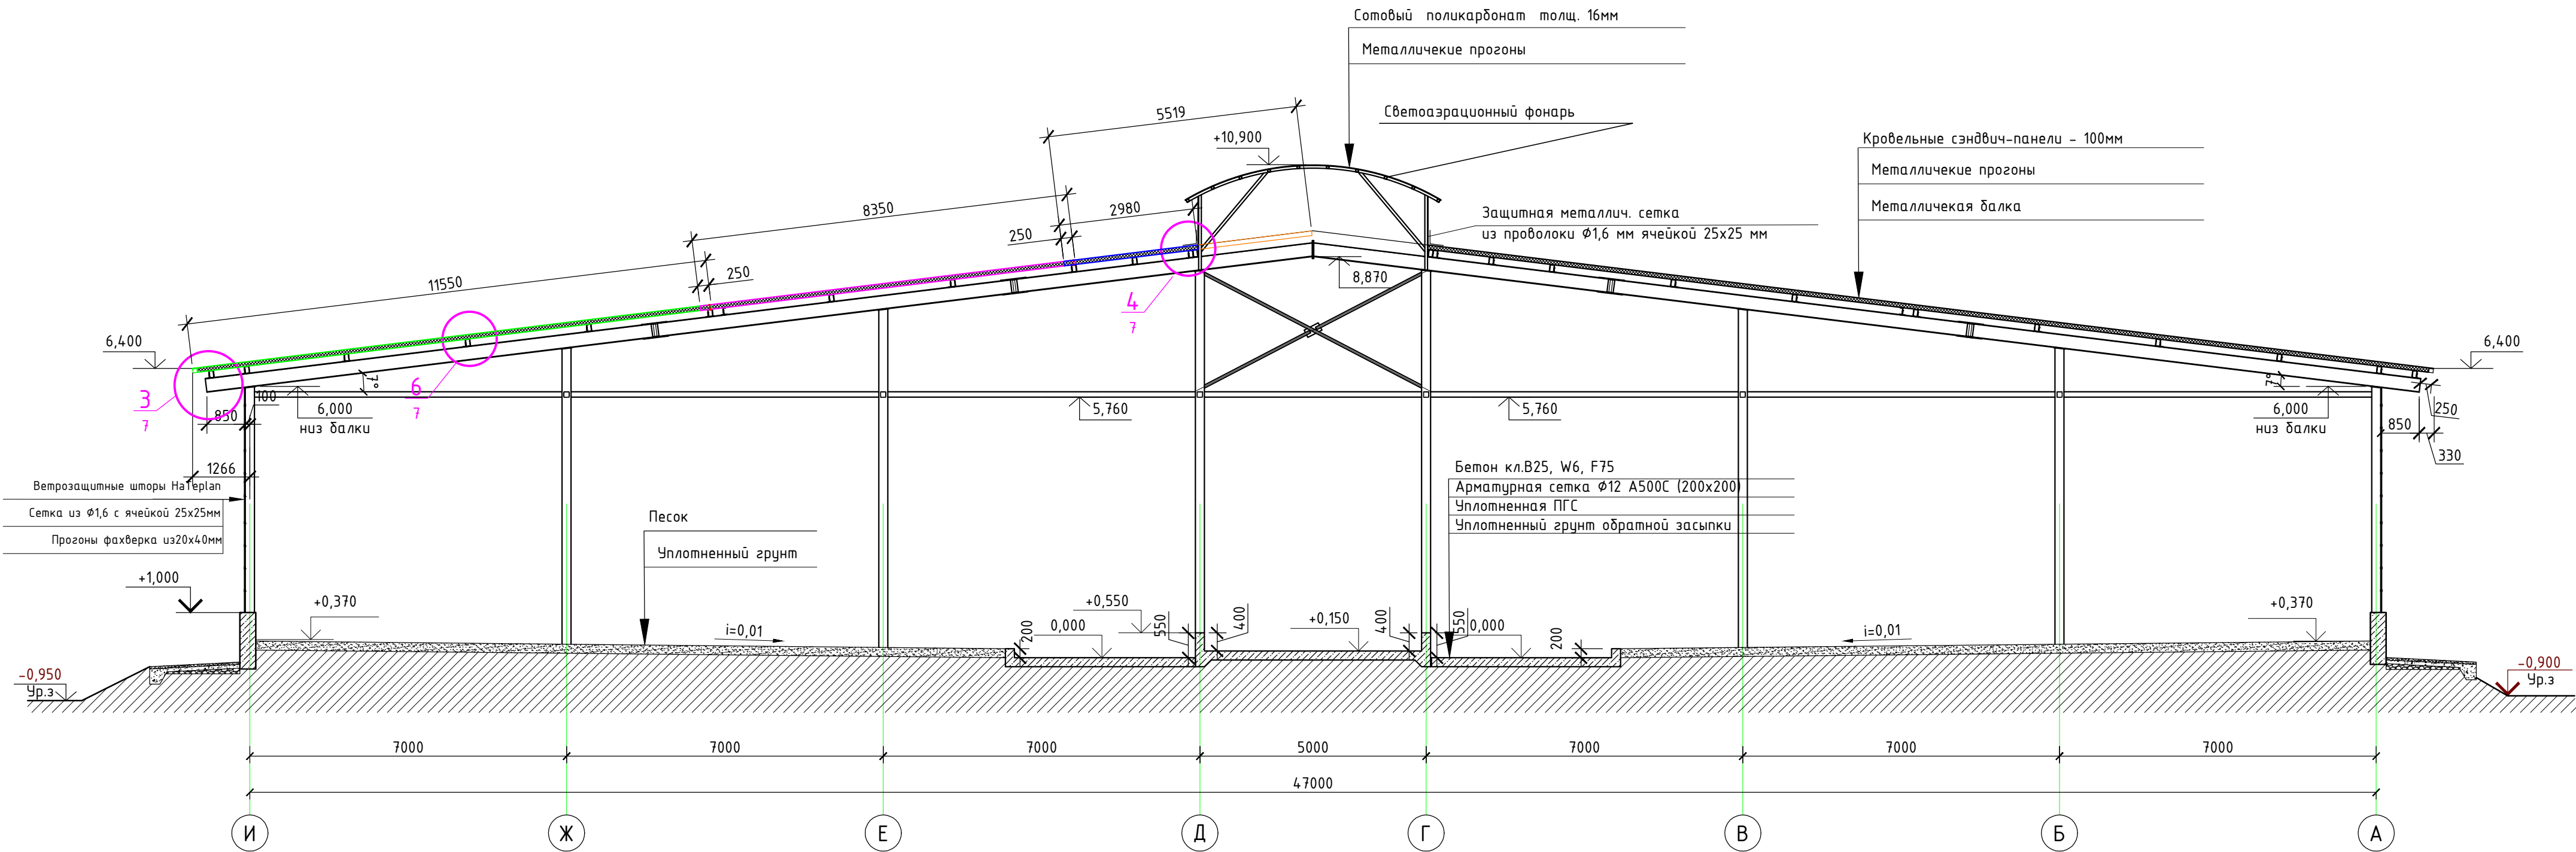 Сотовый поликарбонат толщ. 16мм
Металличекие прогоны
Светоаэрационный фонарь
5519
+10,900
Кровельные сэндвич-панели - 100мм
Металличекие прогоны
Металличекая балка
8350
2980
250
Защитная металлич. сетка
из проволоки Ф1,6 мм ячейкой 25х25 мм
11550
250
8,870
4
7
6,400
6,400
3
7
6
7
7°
7°
850
100
6,000
низ балки
5,760
5,760
6,000
низ балки
250
850
330
1266
Ветрозащитные шторы HaTeplan
Сетка из Ф1,6 с ячейкой 25х25мм
Прогоны фахверка из20х40мм
Бетон кл.В25, W6, F75
Арматурная сетка Ф12 А500С (200х200)
Уплотненная ПГС
Уплотненный грунт обратной засыпки
Песок
Уплотненный грунт
+1,000
+0,370
i=0,01
200
0,000
+0,550
550
400
+0,150
400
550
0,000
200
i=0,01
+0,370
-0,950
Ур.з
-0,900
Ур.з
7000
7000
7000
5000
7000
7000
7000
47000
И
Ж
Е
Д
Г
В
Б
А